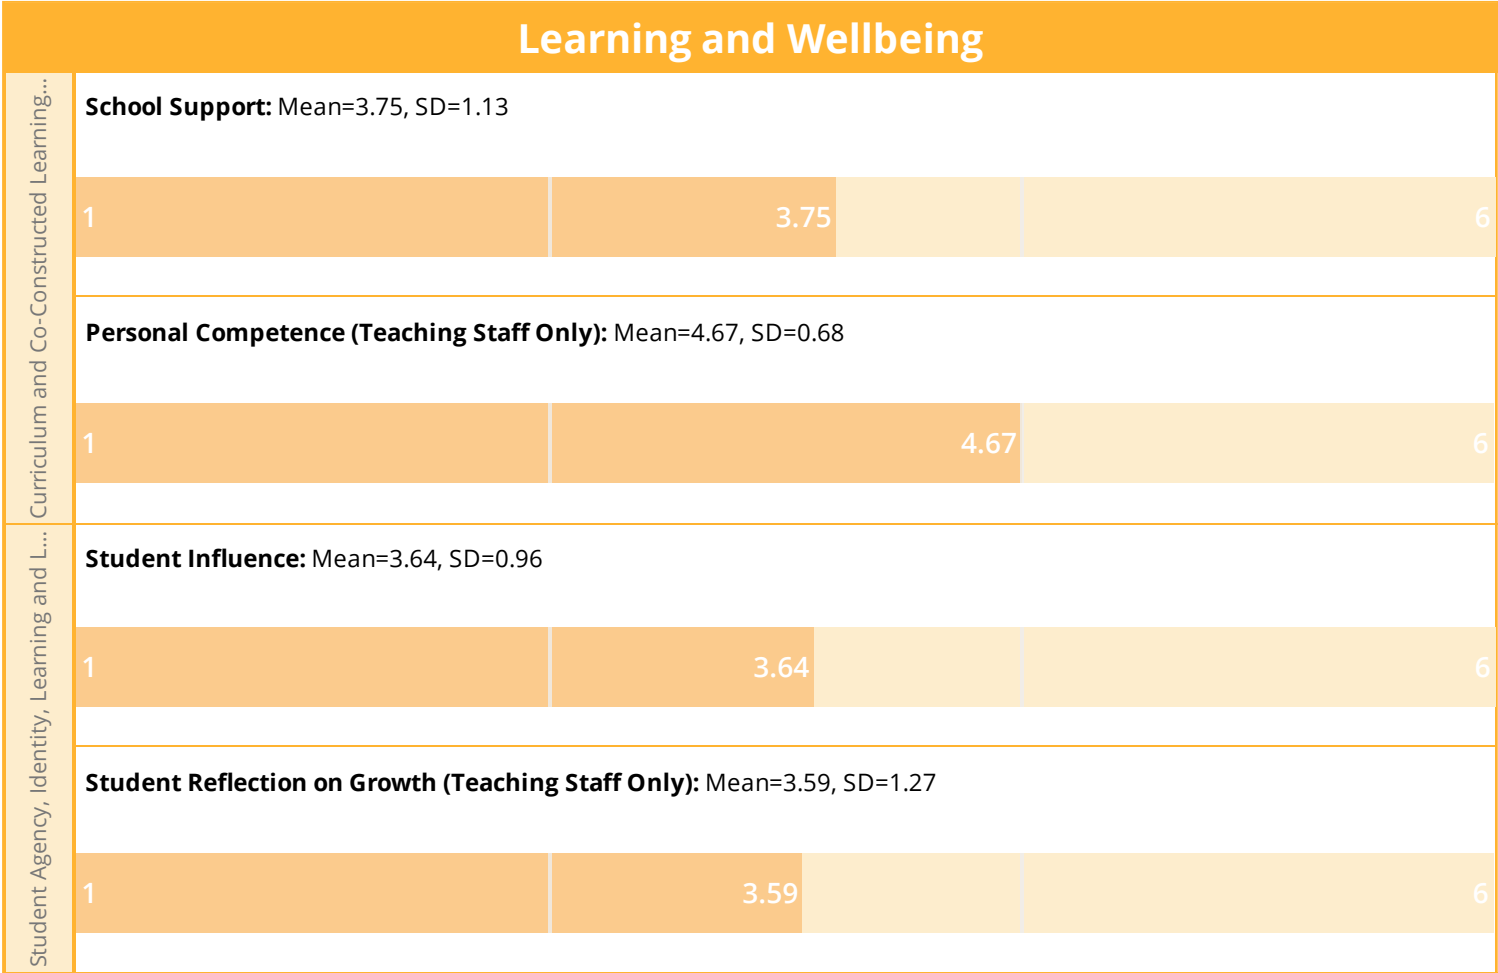 Learning and Wellbeing
Curriculum and Co-Constructed Learning...
School Support: Mean=3.75, SD=1.13
1 3.75 6
Personal Competence (Teaching Staff Only): Mean=4.67, SD=0.68
1 4.67 6
Student Agency, Identity, Learning and L...
Student Influence: Mean=3.64, SD=0.96
1 3.64 6
Student Reflection on Growth (Teaching Staff Only): Mean=3.59, SD=1.27
1 3.59 6